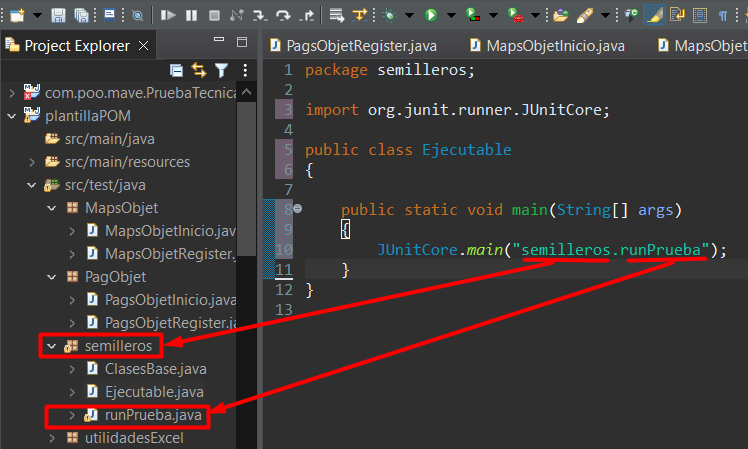 Project Explorer
com.poo.mave.PruebaTecnica
plantillaPOM
src/main/java
src/main/resources
src/test/java
MapsObjet
MapsObjetInicio.jav
MapsObjetRegister.
PagObjet
PagsObjetInicio.java
PagsObjetRegister.ja
semilleros
ClasesBase.java
Ejecutable.java
runPrueba.java
utilidadesExcel
PagsObjetRegister.java
MapsObjetInicio.java
MapsObjet
1 package semilleros;
2
3 import org.junit.runner.JUnitCore;
4
5 public class Ejecutable
6 {
7
8 public static void main(String[] args)
9 {
10 JUnitCore.main("semilleros.runPrueba");
11 }
12 }
13